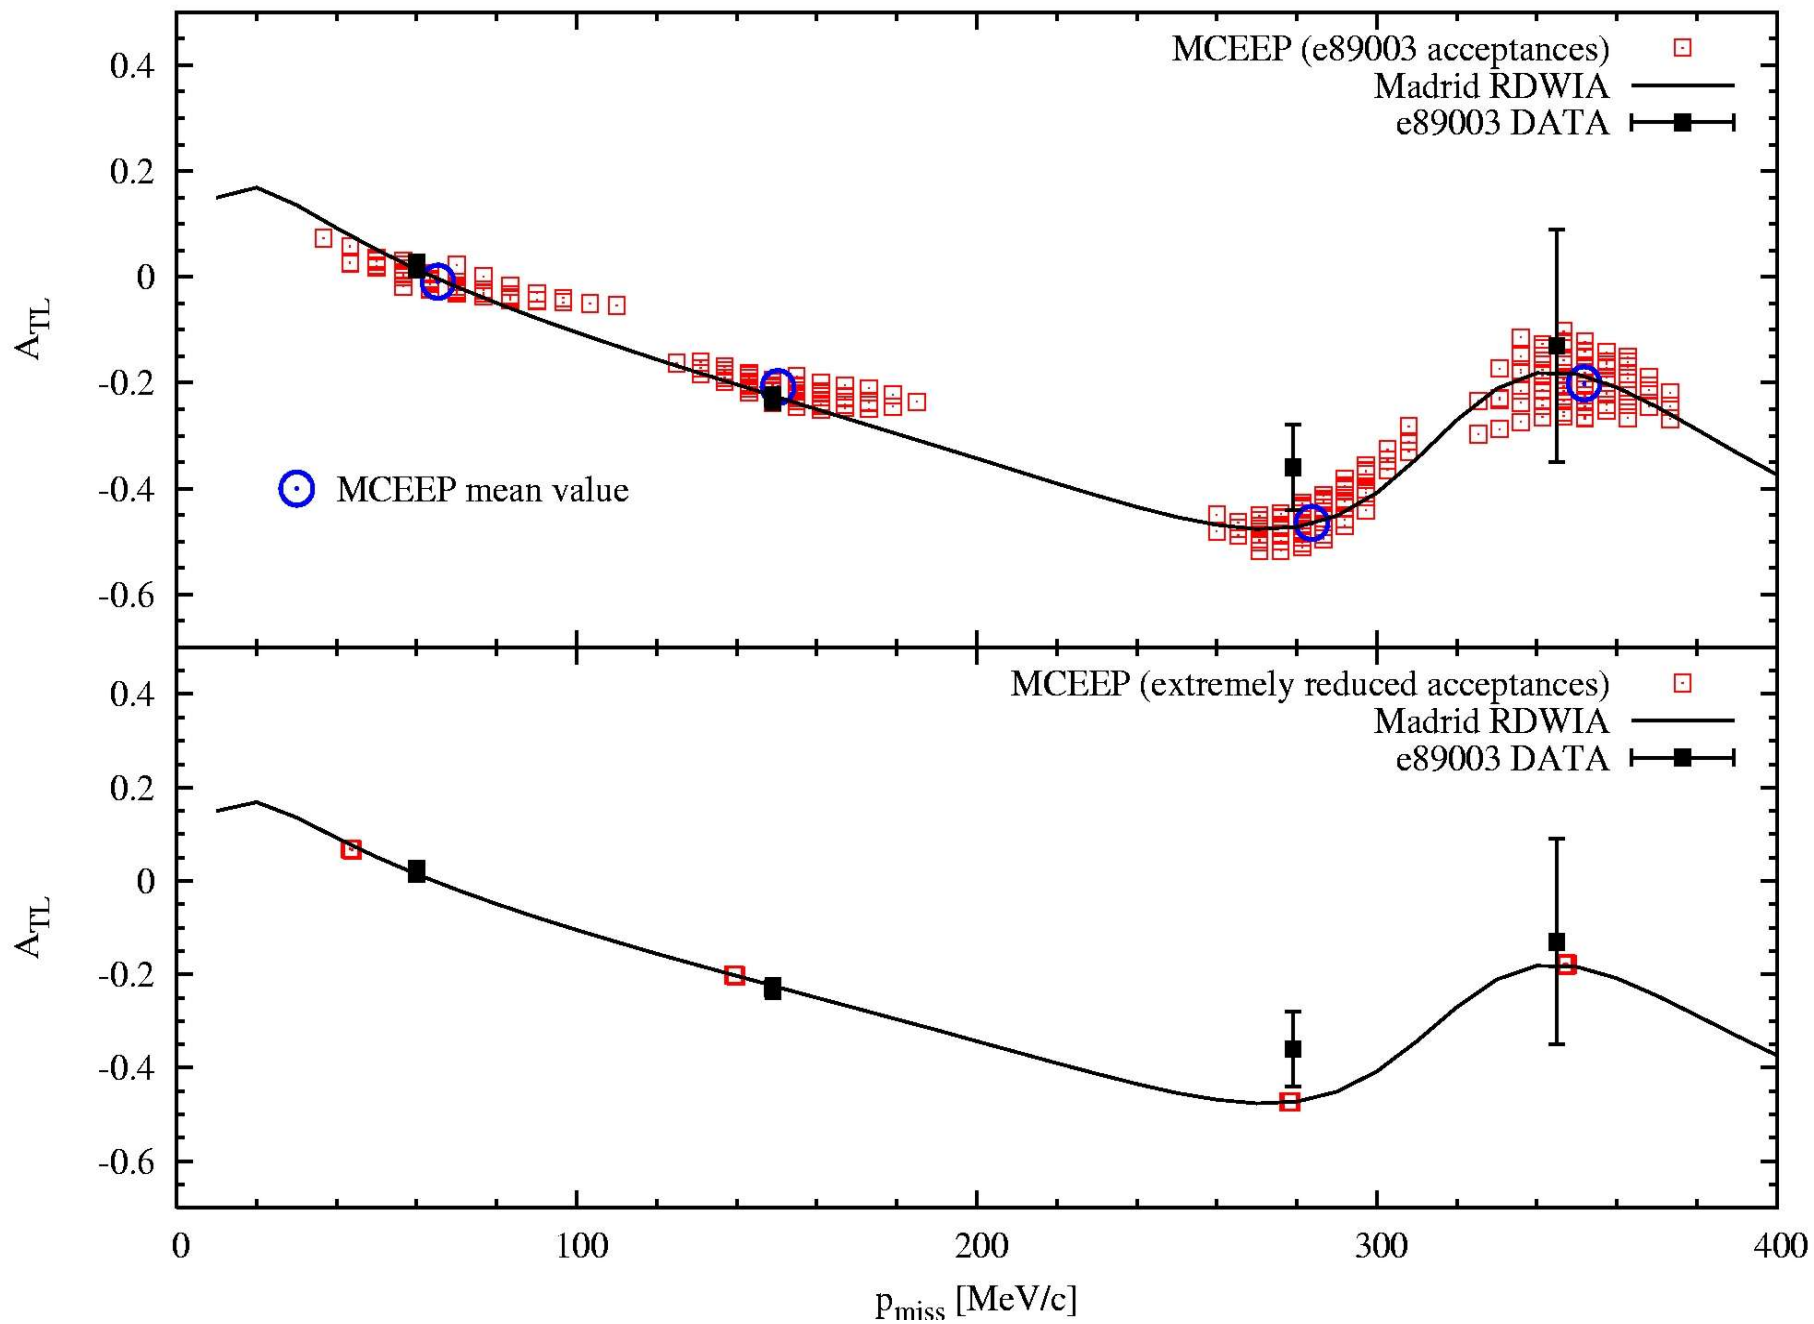 MCEEP (e89003 acceptances)
Madrid RDWIA
e89003 DATA
0.4
0.2
0
-0.2
-0.4
-0.6
A_TL
MCEEP mean value
MCEEP (extremely reduced acceptances)
Madrid RDWIA
e89003 DATA
0.4
0.2
0
-0.2
-0.4
-0.6
A_TL
0 100 200 300 400
p_miss [MeV/c]